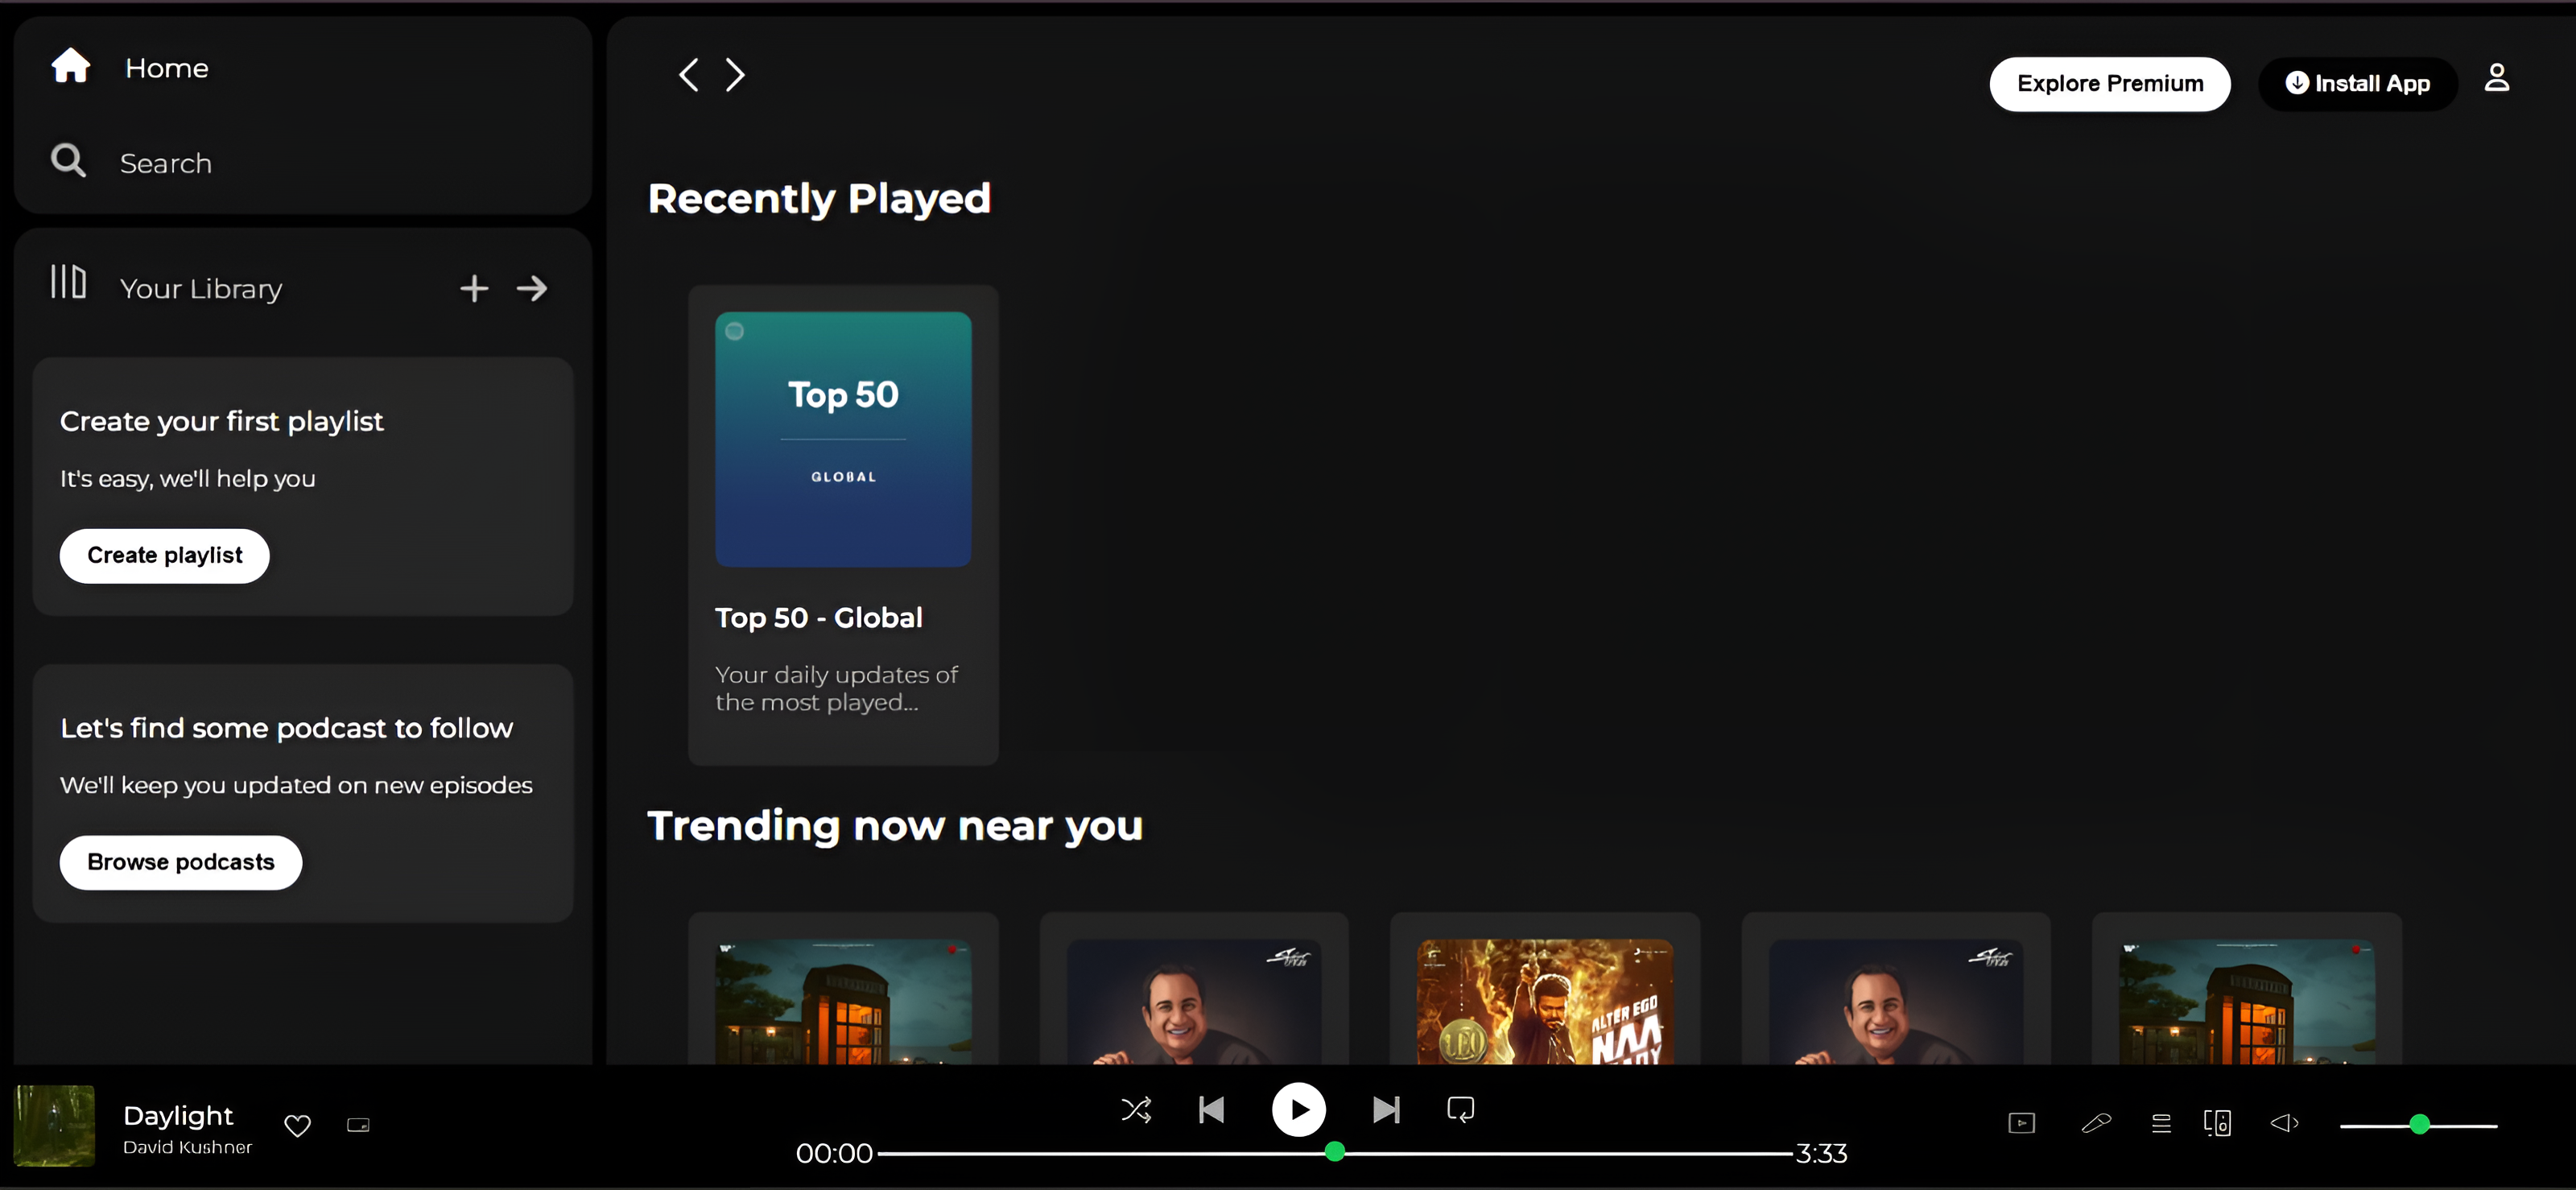 Home
Search
Your Library
Create your first playlist
It's easy, we'll help you
Create playlist
Let's find some podcast to follow
We'll keep you updated on new episodes
Browse podcasts
Explore Premium
Install App
Recently Played
Top 50
GLOBAL
Top 50 - Global
Your daily updates of
the most played...
Trending now near you
LEO
ALTER EGO
NAA
Daylight
David Kushner
00:00
3:33